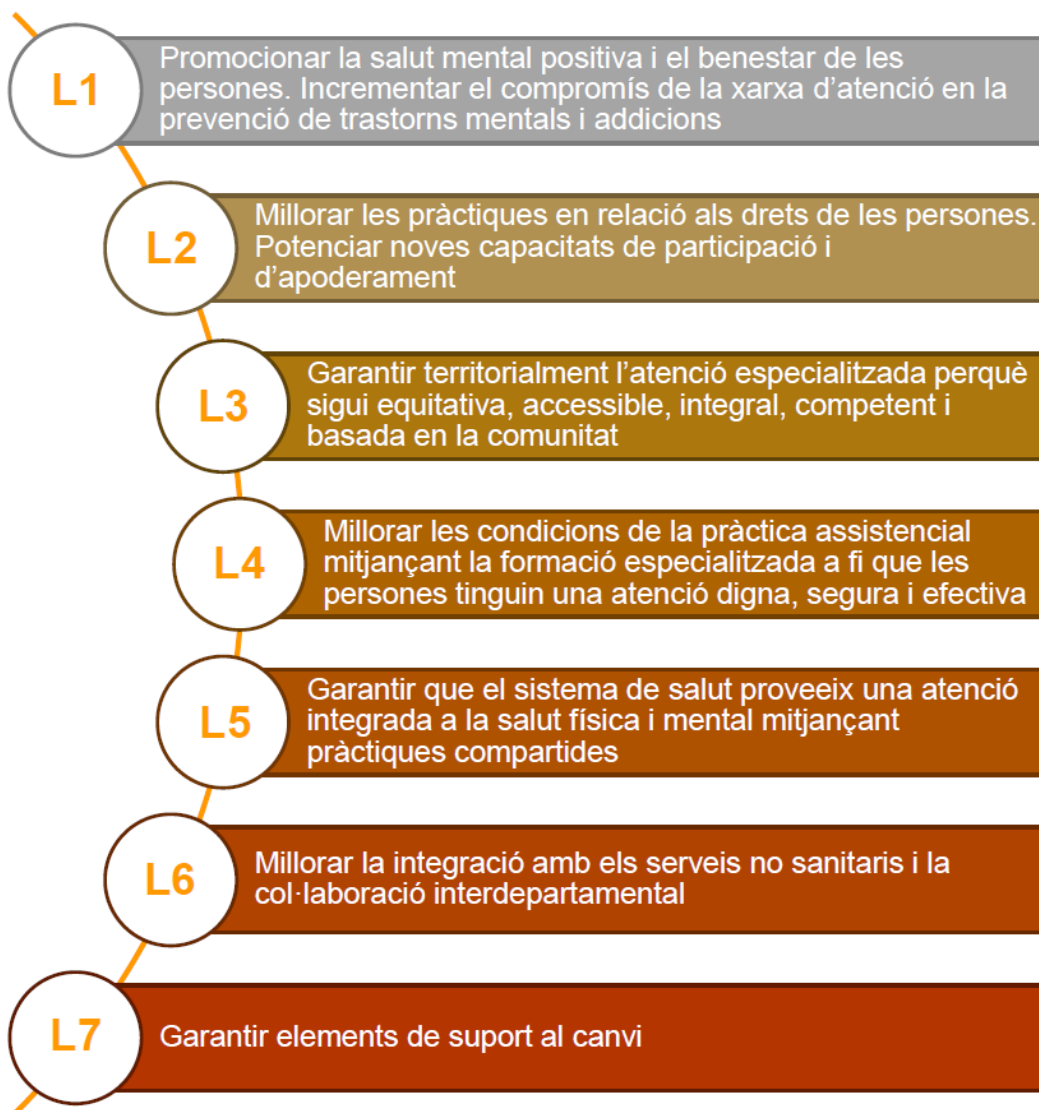 L1
Promocionar la salut mental positiva i el benestar de les
persones. Incrementar el compromís de la xarxa d'atenció en la
prevenció de trastorns mentals i addicions
L2
Millorar les pràctiques en relació als drets de les persones.
Potenciar noves capacitats de participació i
d'apoderament
L3
Garantir territorialment l'atenció especialitzada perquè
sigui equitativa, accessible, integral, competent i
basada en la comunitat
L4
Millorar les condicions de la pràctica assistencial
mitjançant la formació especialitzada a fi que les
persones tinguin una atenció digna, segura i efectiva
L5
Garantir que el sistema de salut proveeix una atenció
integrada a la salut física i mental mitjançant
pràctiques compartides
L6
Millorar la integració amb els serveis no sanitaris i la
col·laboració interdepartamental
L7
Garantir elements de suport al canvi